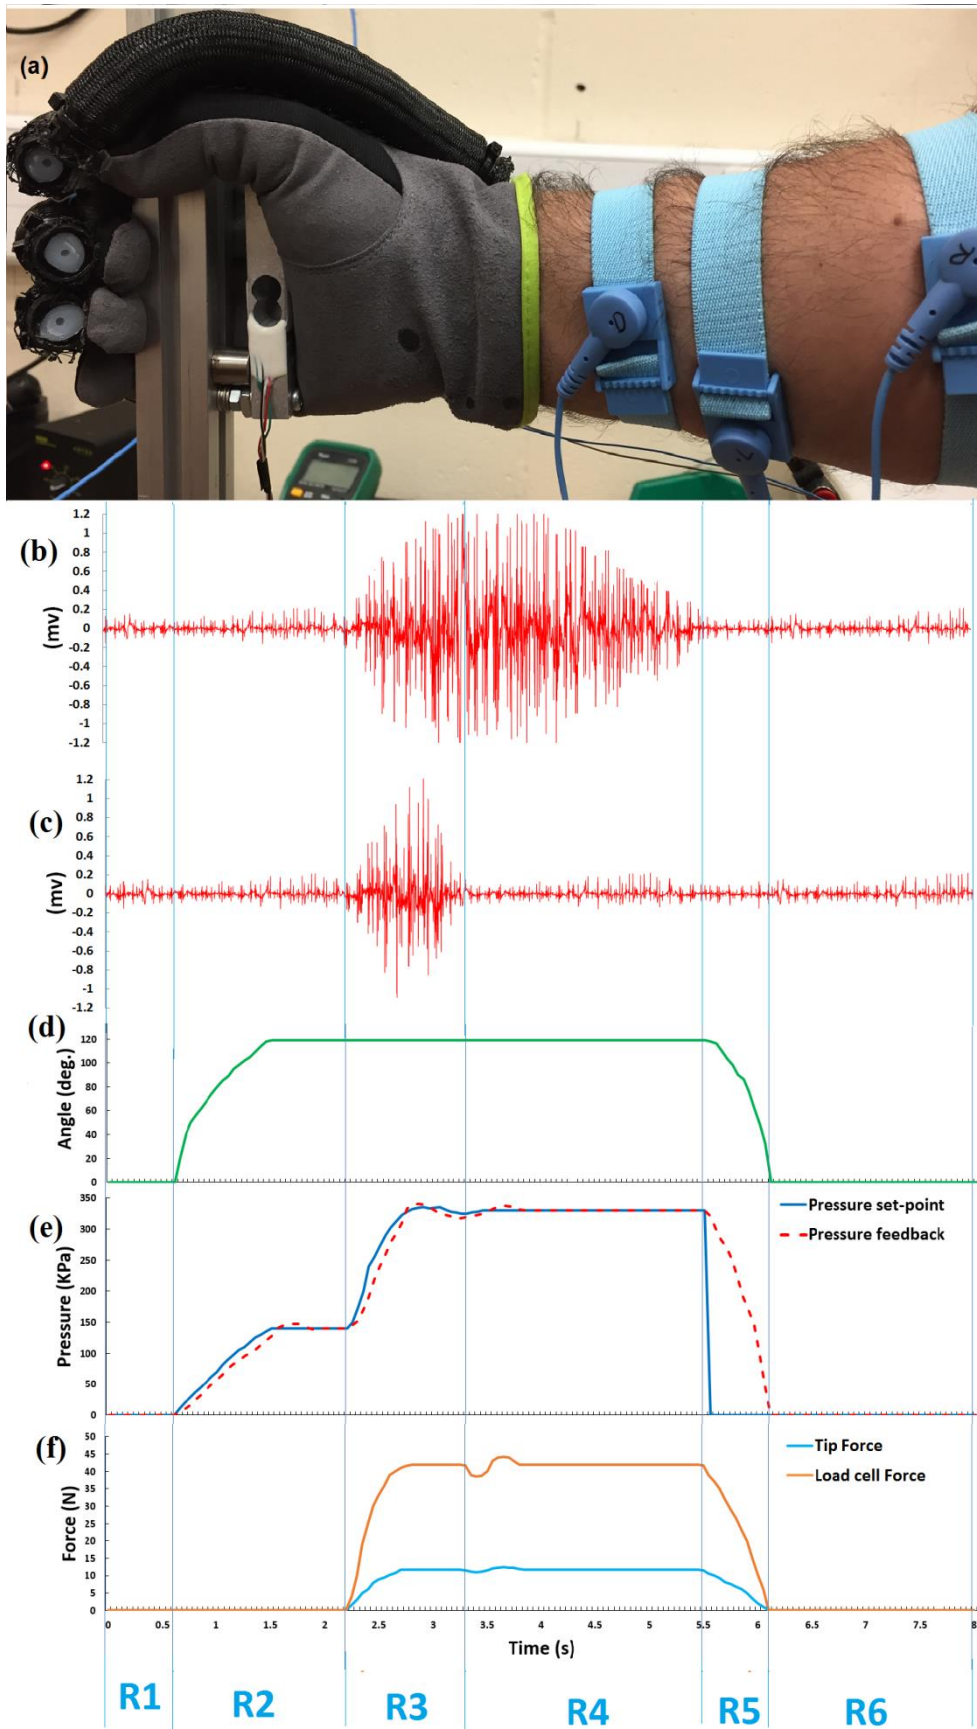 (a)
(b)
(mv)
1.2
1
0.8
0.6
0.4
0.2
0
-0.2
-0.4
-0.6
-0.8
-1
-1.2
(c)
(mv)
1.2
1
0.8
0.6
0.4
0.2
0
-0.2
-0.4
-0.6
-0.8
-1
-1.2
(d)
Angle (deg.)
120
100
80
60
40
20
0
(e)
Pressure (KPa)
350
300
250
200
150
100
50
0
Pressure set-point
Pressure feedback
(f)
Force (N)
50
45
40
35
30
25
20
15
10
5
0
Tip Force
Load cell Force
0 0.5 1 1.5 2 2.5 3 3.5 4 4.5 5 5.5 6 6.5 7 7.5 8
Time (s)
R1 R2 R3 R4 R5 R6